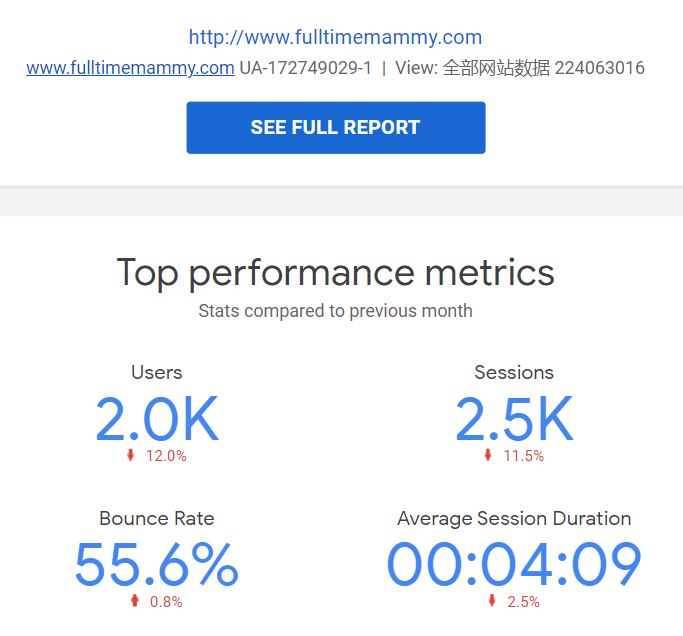 http://www.fulltimemammy.com
www.fulltimemammy.com UA-172749029-1 | View: 全部网站数据 224063016
SEE FULL REPORT
Top performance metrics
Stats compared to previous month
Users
2.0K
12.0%
Sessions
2.5K
11.5%
Bounce Rate
55.6%
0.8%
Average Session Duration
00:04:09
2.5%